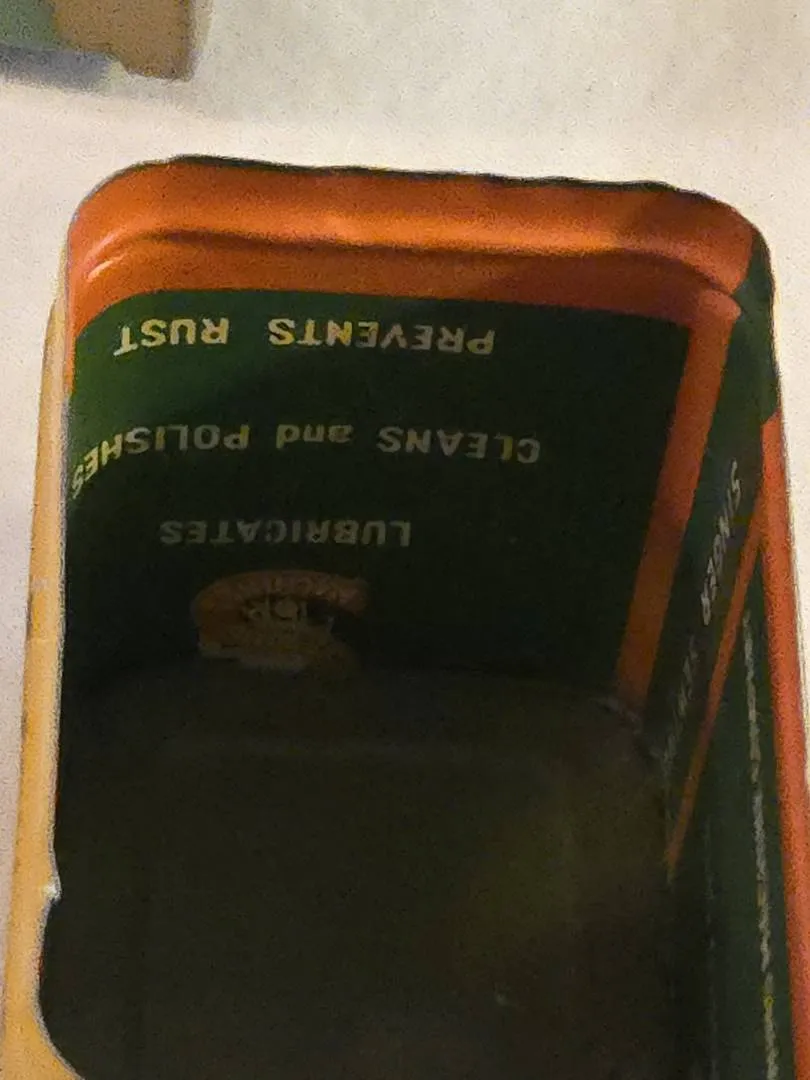 LUBRICATES
CLEANS and POLISHES
PREVENTS RUST
SINGER